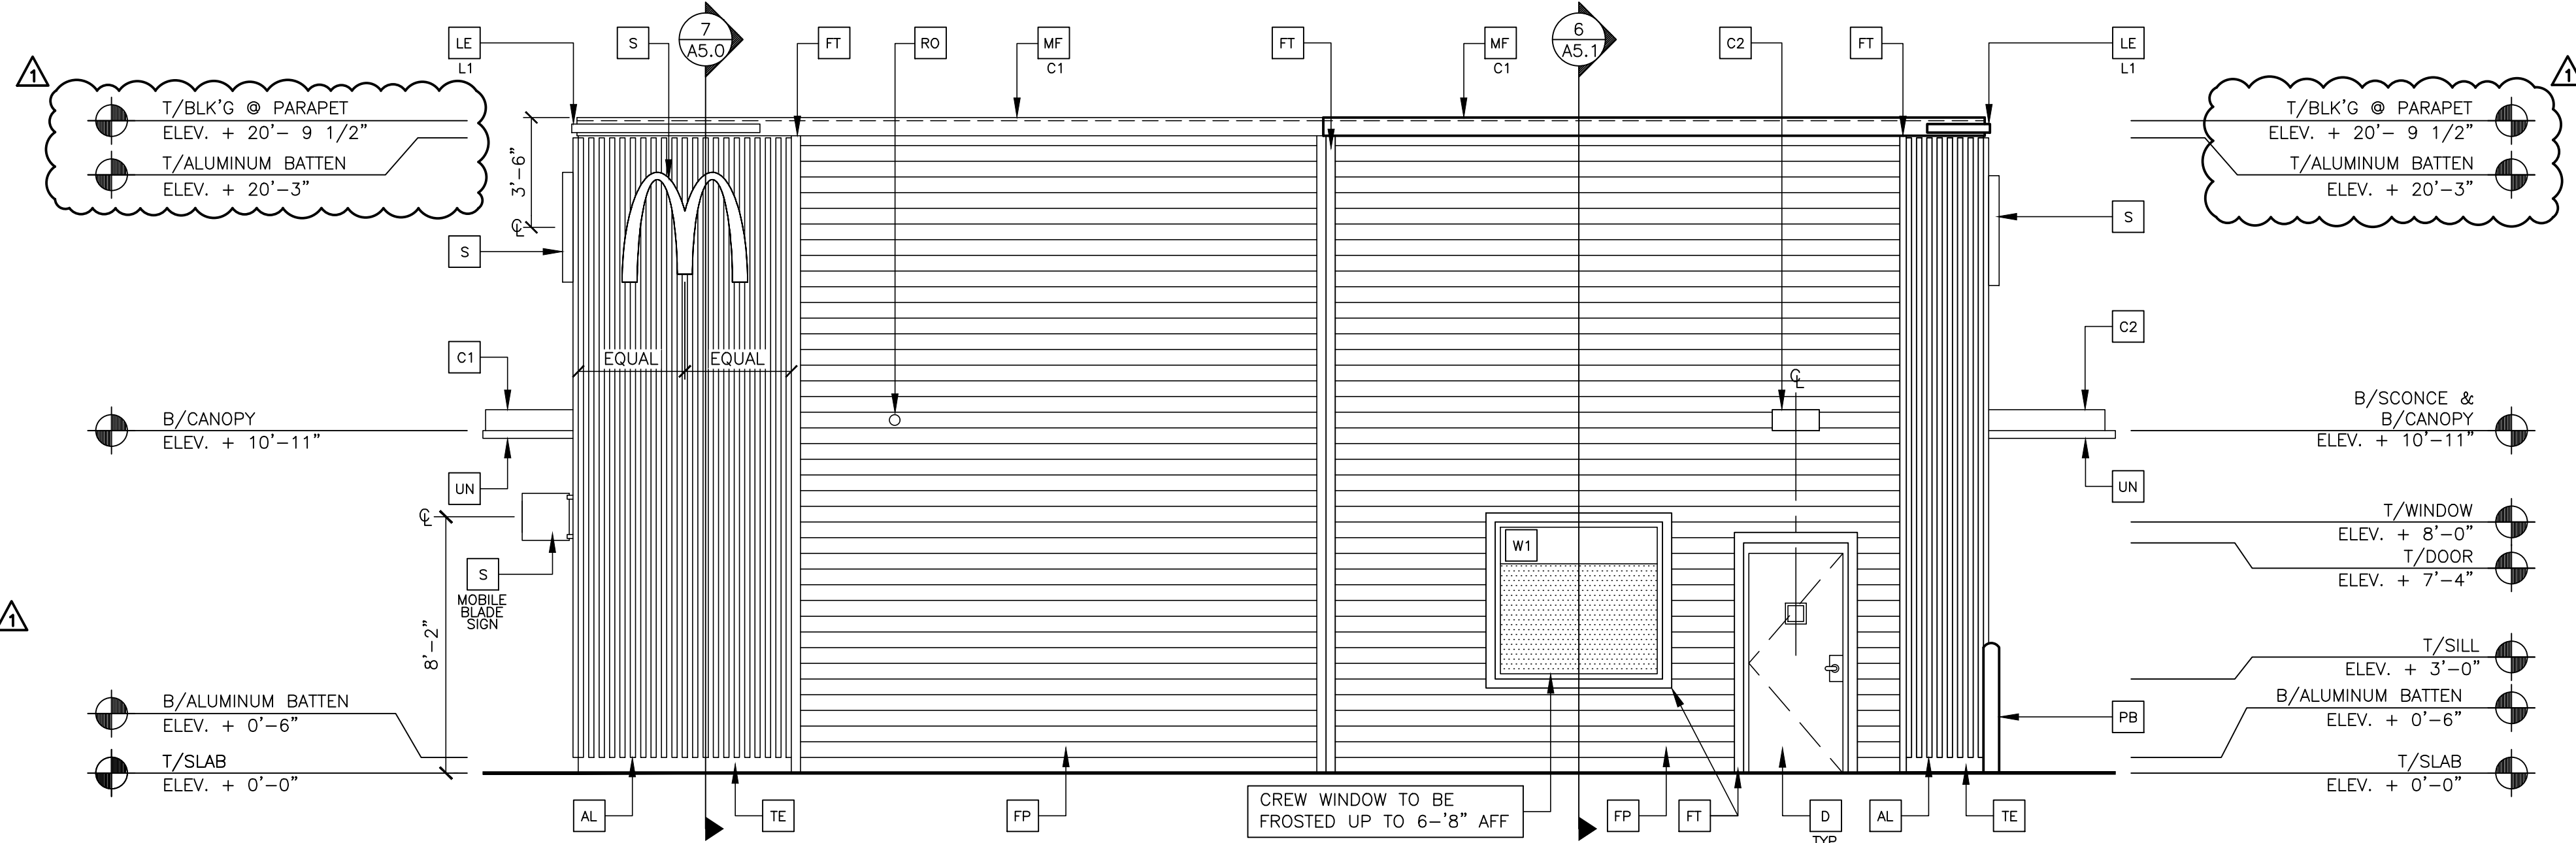 LE
L1
S
7
A5.0
FT
RO
MF
C1
FT
MF
C1
6
A5.1
C2
FT
LE
L1
1
T/BLK'G @ PARAPET
ELEV. + 20'- 9 1/2"
T/ALUMINUM BATTEN
ELEV. + 20'-3"
3'-6"
℄
S
1
T/BLK'G @ PARAPET
ELEV. + 20'- 9 1/2"
T/ALUMINUM BATTEN
ELEV. + 20'-3"
S
C1
EQUAL
EQUAL
℄
C2
B/CANOPY
ELEV. + 10'-11"
B/SCONCE &
B/CANOPY
ELEV. + 10'-11"
UN
UN
℄
S
MOBILE
BLADE
SIGN
8'-2"
W1
T/WINDOW
ELEV. + 8'-0"
T/DOOR
ELEV. + 7'-4"
1
T/SILL
ELEV. + 3'-0"
B/ALUMINUM BATTEN
ELEV. + 0'-6"
B/ALUMINUM BATTEN
ELEV. + 0'-6"
PB
T/SLAB
ELEV. + 0'-0"
T/SLAB
ELEV. + 0'-0"
AL
TE
FP
CREW WINDOW TO BE
FROSTED UP TO 6-'8" AFF
FP
FT
D
TYP
AL
TE